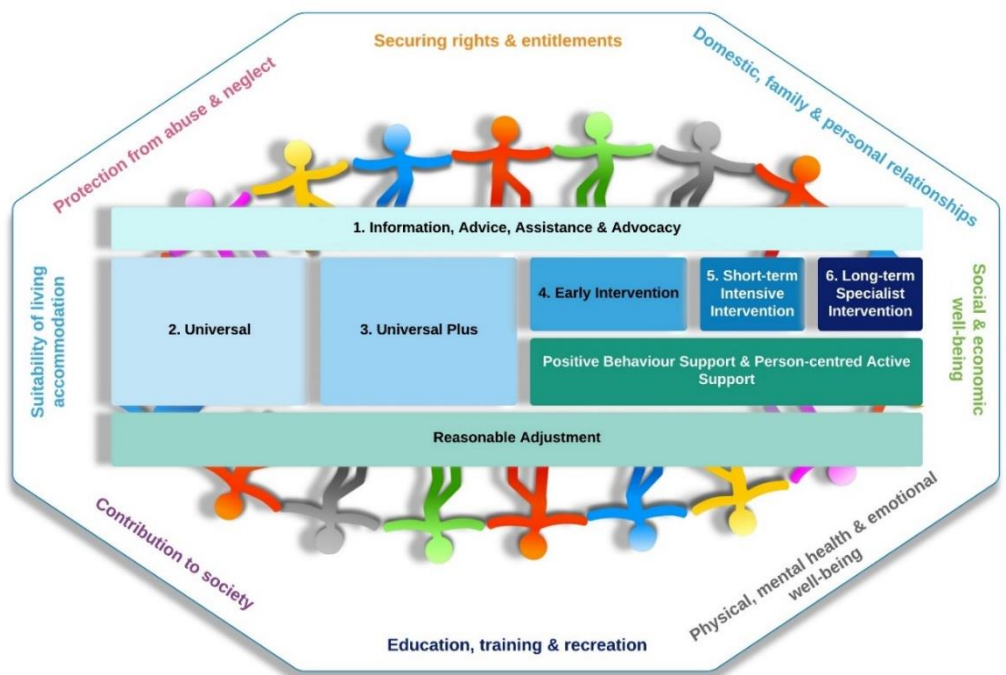 Securing rights & entitlements
Domestic, family & personal relationships
Protection from abuse & neglect
1. Information, Advice, Assistance & Advocacy
2. Universal
3. Universal Plus
4. Early Intervention
5. Short-term
Intensive
Intervention
6. Long-term
Specialist
Intervention
Positive Behaviour Support & Person-centred Active
Support
Reasonable Adjustment
Suitability of living
accommodation
Social & economic
well-being
Contribution to society
Physical, mental health & emotional
well-being
Education, training & recreation